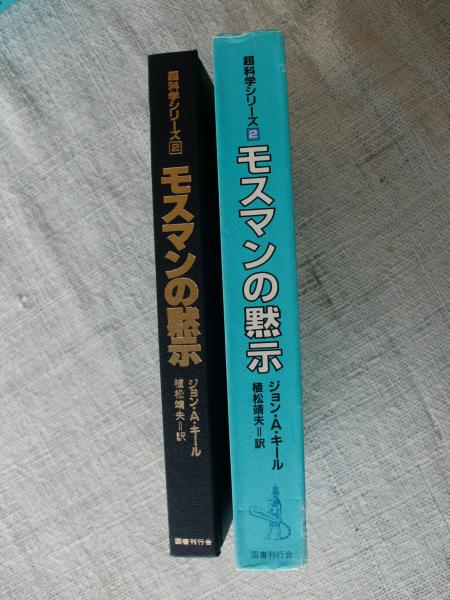 超科学シリーズ2
モスマンの黙示
ジョン・A・キール
植松靖夫=訳
国書刊行会
超科学シリーズ2
モスマンの黙示
ジョン・A・キール
植松靖夫=訳
国書刊行会